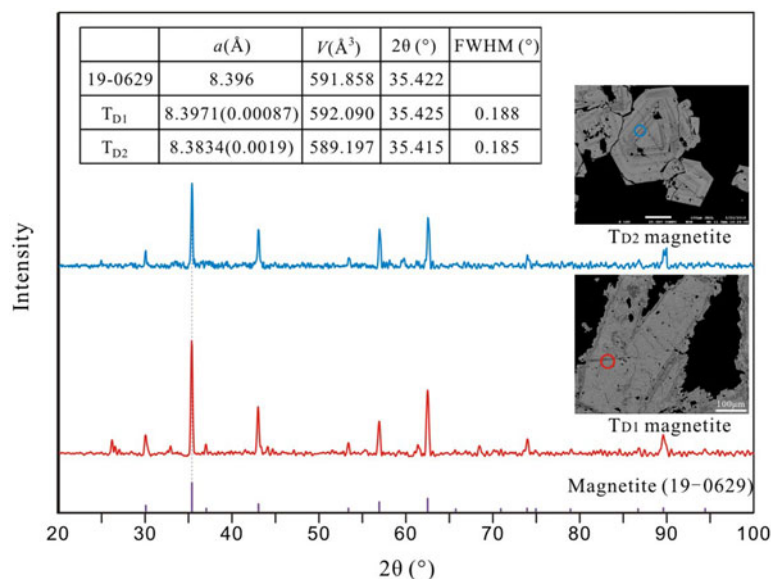 a(Å) V(Å³) 2θ (°) FWHM (°)
19-0629 8.396 591.858 35.422
TD1 8.3971(0.00087) 592.090 35.425 0.188
TD2 8.3834(0.0019) 589.197 35.415 0.185
TD2 magnetite
Intensity
100μm
TD1 magnetite
Magnetite (19-0629)
20 30 40 50 60 70 80 90 100
2θ (°)